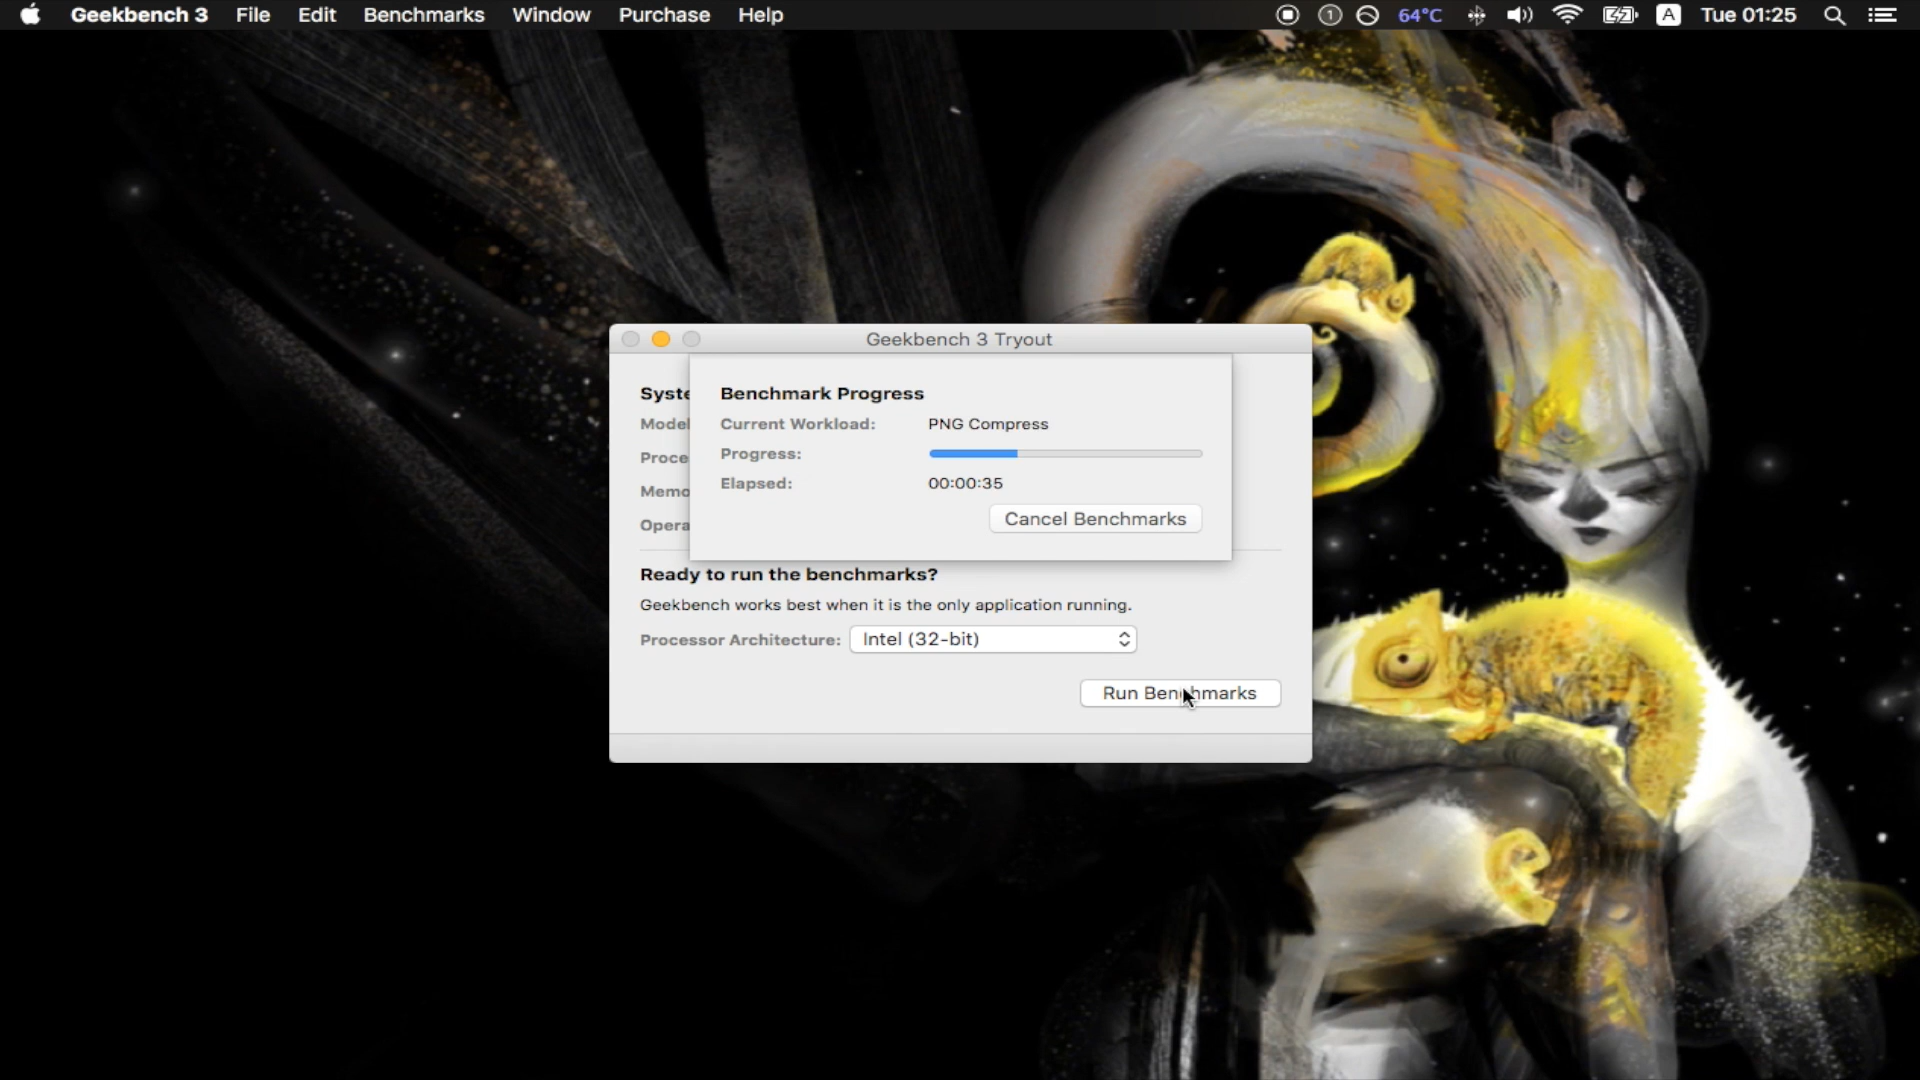 Geekbench 3 File Edit Benchmarks Window Purchase Help 1 64°C A Tue 01:25
Geekbench 3 Tryout
Syste
Benchmark Progress
Model
Current Workload: PNG Compress
Proce
Progress:
Memo
Elapsed: 00:00:35
Opera
Cancel Benchmarks
Ready to run the benchmarks?
Geekbench works best when it is the only application running.
Processor Architecture: Intel (32-bit)
Run Benchmarks